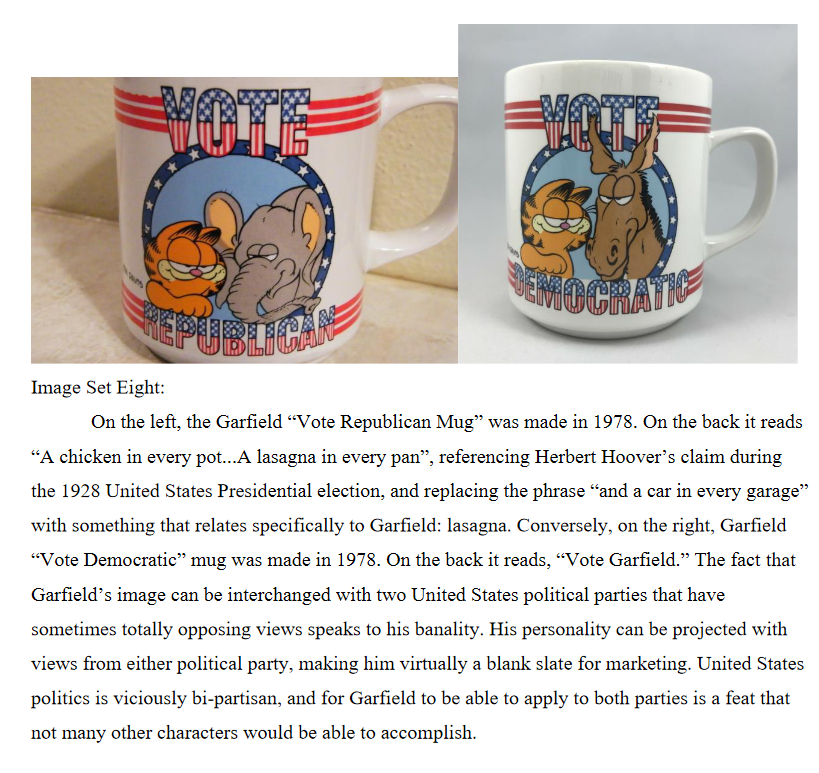 VOTE
REPUBLICAN
VOTE
DEMOCRATIC
Image Set Eight:
On the left, the Garfield “Vote Republican Mug” was made in 1978. On the back it reads
“A chicken in every pot...A lasagna in every pan”, referencing Herbert Hoover’s claim during
the 1928 United States Presidential election, and replacing the phrase “and a car in every garage”
with something that relates specifically to Garfield: lasagna. Conversely, on the right, Garfield
“Vote Democratic” mug was made in 1978. On the back it reads, “Vote Garfield.” The fact that
Garfield’s image can be interchanged with two United States political parties that have
sometimes totally opposing views speaks to his banality. His personality can be projected with
views from either political party, making him virtually a blank slate for marketing. United States
politics is viciously bi-partisan, and for Garfield to be able to apply to both parties is a feat that
not many other characters would be able to accomplish.